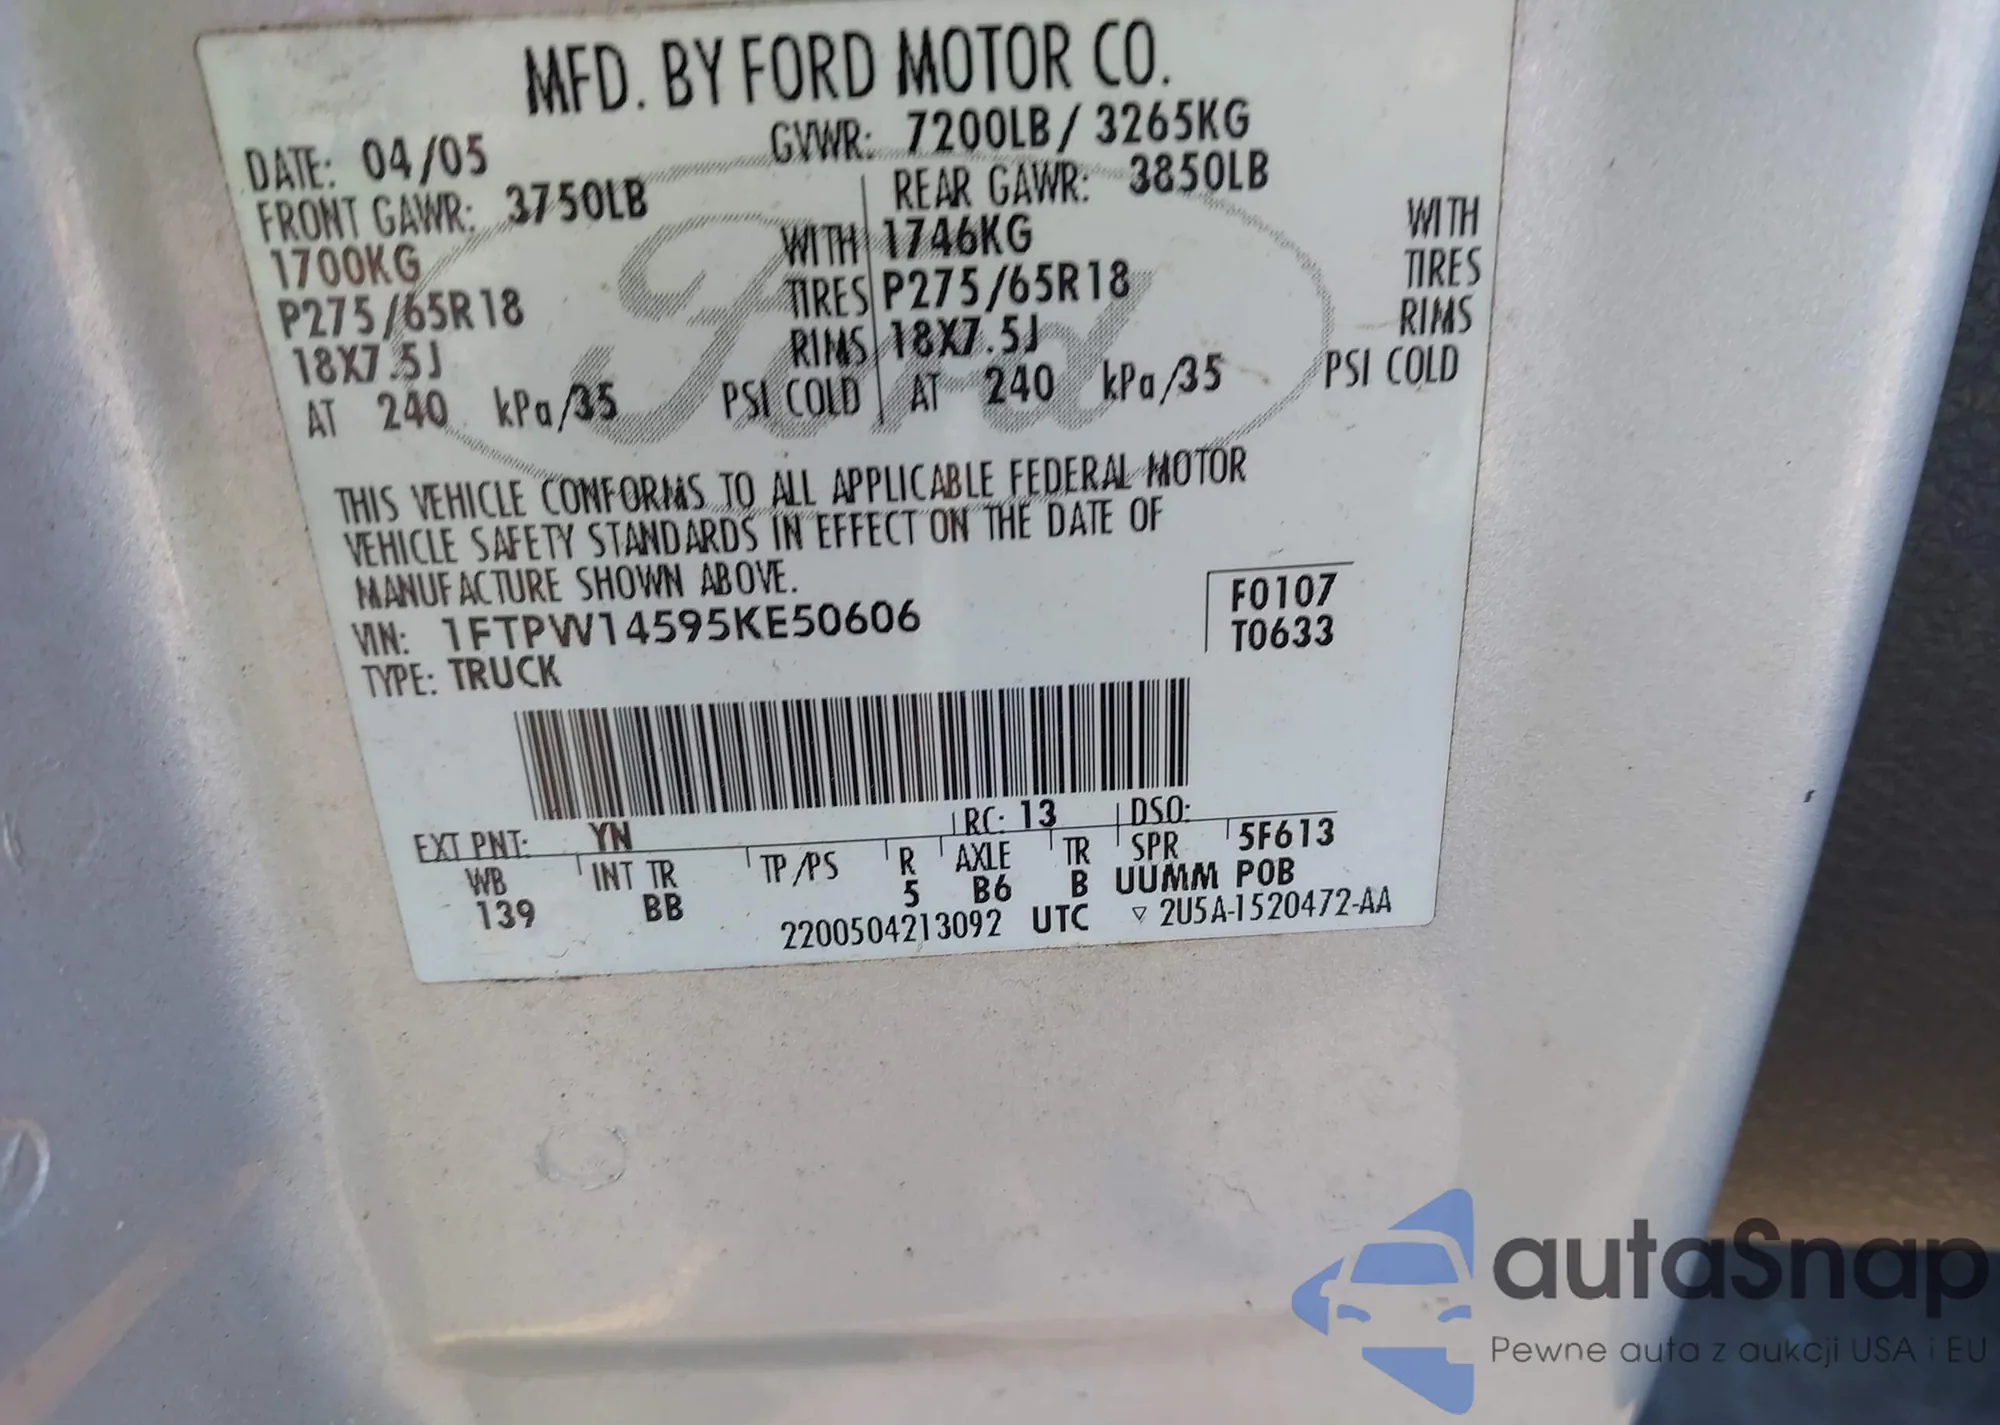 MFD. BY FORD MOTOR CO.
DATE: 04/05 GVWR: 7200LB / 3265KG
FRONT GAWR: 3750LB REAR GAWR: 3850LB
1700KG WITH 1746KG WITH
P275/65R18 TIRES P275/65R18 TIRES
18X7.5J RIMS 18X7.5J RIMS
AT 240 kPa/35 PSI COLD AT 240 kPa/35 PSI COLD
Ford
THIS VEHICLE CONFORMS TO ALL APPLICABLE FEDERAL MOTOR
VEHICLE SAFETY STANDARDS IN EFFECT ON THE DATE OF
MANUFACTURE SHOWN ABOVE.
VIN: 1FTPW14595KE50606
F0107
T0633
TYPE: TRUCK
EXT PNT: YN RC: 13 DSO:
WB INT TR TP/PS R AXLE TR SPR 5F613
139 BB 5 B6 B UUMM POB
2200504213092 UTC ▽ 2U5A-1520472-AA
autaSnap
Pewne auta z aukcji USA i EU